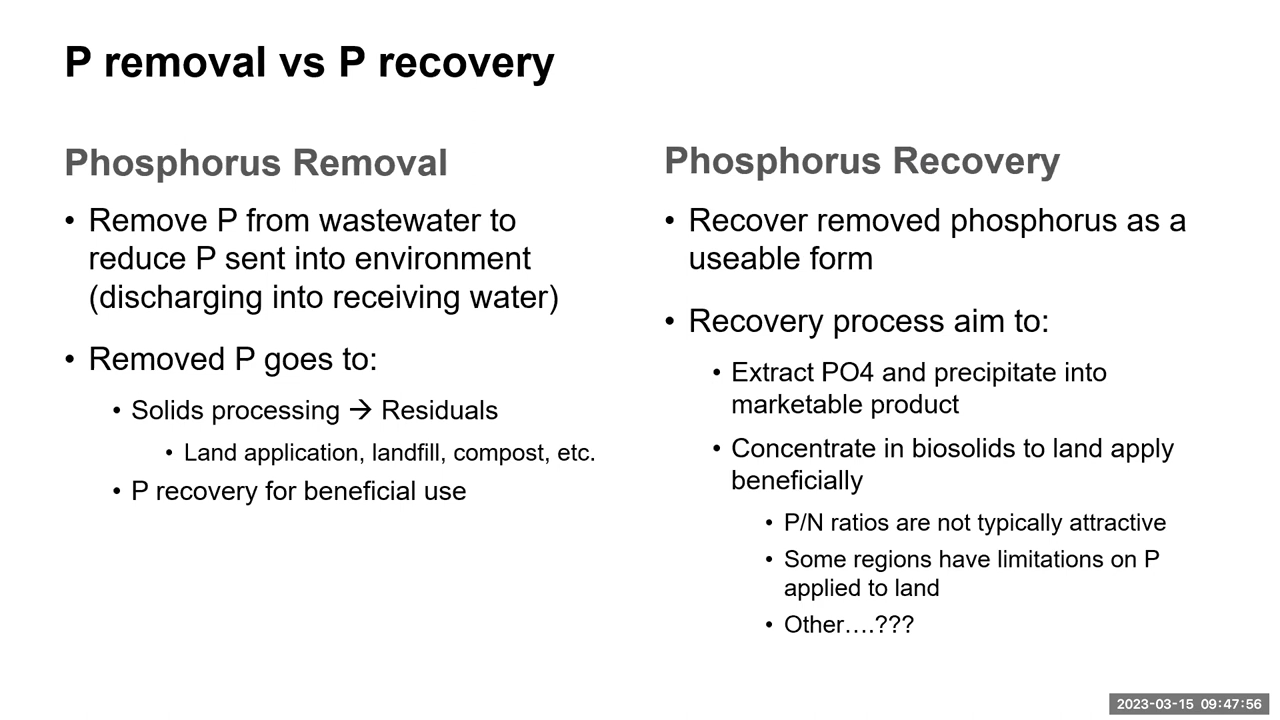 P removal vs P recovery
Phosphorus Removal
• Remove P from wastewater to
reduce P sent into environment
(discharging into receiving water)
• Removed P goes to:
• Solids processing → Residuals
• Land application, landfill, compost, etc.
• P recovery for beneficial use
Phosphorus Recovery
• Recover removed phosphorus as a
useable form
• Recovery process aim to:
• Extract PO4 and precipitate into
marketable product
• Concentrate in biosolids to land apply
beneficially
• P/N ratios are not typically attractive
• Some regions have limitations on P
applied to land
• Other….???
2023-03-15 09:47:56